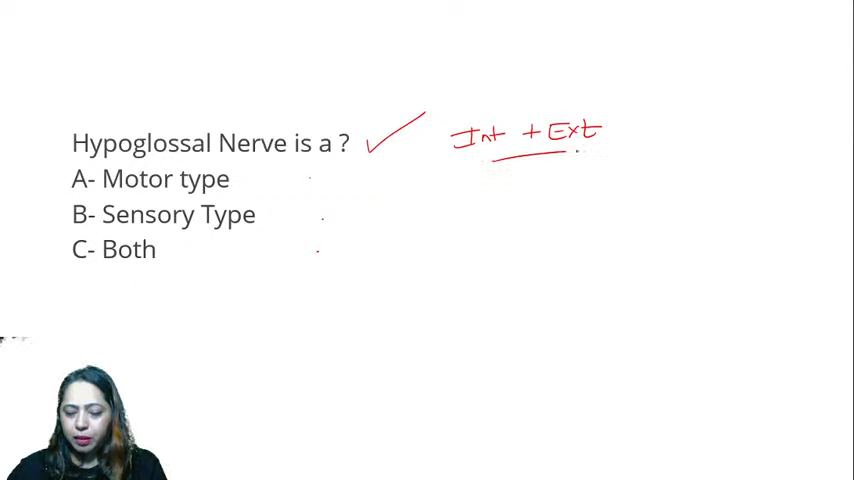 Hypoglossal Nerve is a ?
Int + Ext
A- Motor type
B- Sensory Type
C- Both